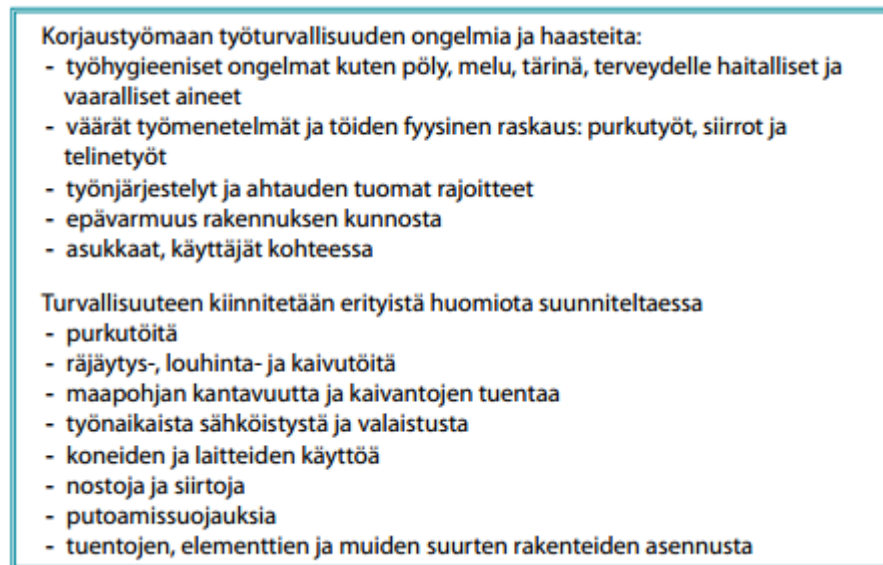 Korjaustyömaan työturvallisuuden ongelmia ja haasteita:
- työhygieeniset ongelmat kuten pöly, melu, tärinä, terveydelle haitalliset ja
vaaralliset aineet
- väärät työmenetelmät ja töiden fyysinen raskaus: purkutyöt, siirrot ja
telinetyöt
- työnjärjestelyt ja ahtauden tuomat rajoitteet
- epävarmuus rakennuksen kunnosta
- asukkaat, käyttäjät kohteessa
Turvallisuuteen kiinnitetään erityistä huomiota suunniteltaessa
- purkutöitä
- räjäytys-, louhinta- ja kaivutöitä
- maapohjan kantavuutta ja kaivantojen tuentaa
- työnaikaista sähköistystä ja valaistusta
- koneiden ja laitteiden käyttöä
- nostoja ja siirtoja
- putoamissuojauksia
- tuentojen, elementtien ja muiden suurten rakenteiden asennusta